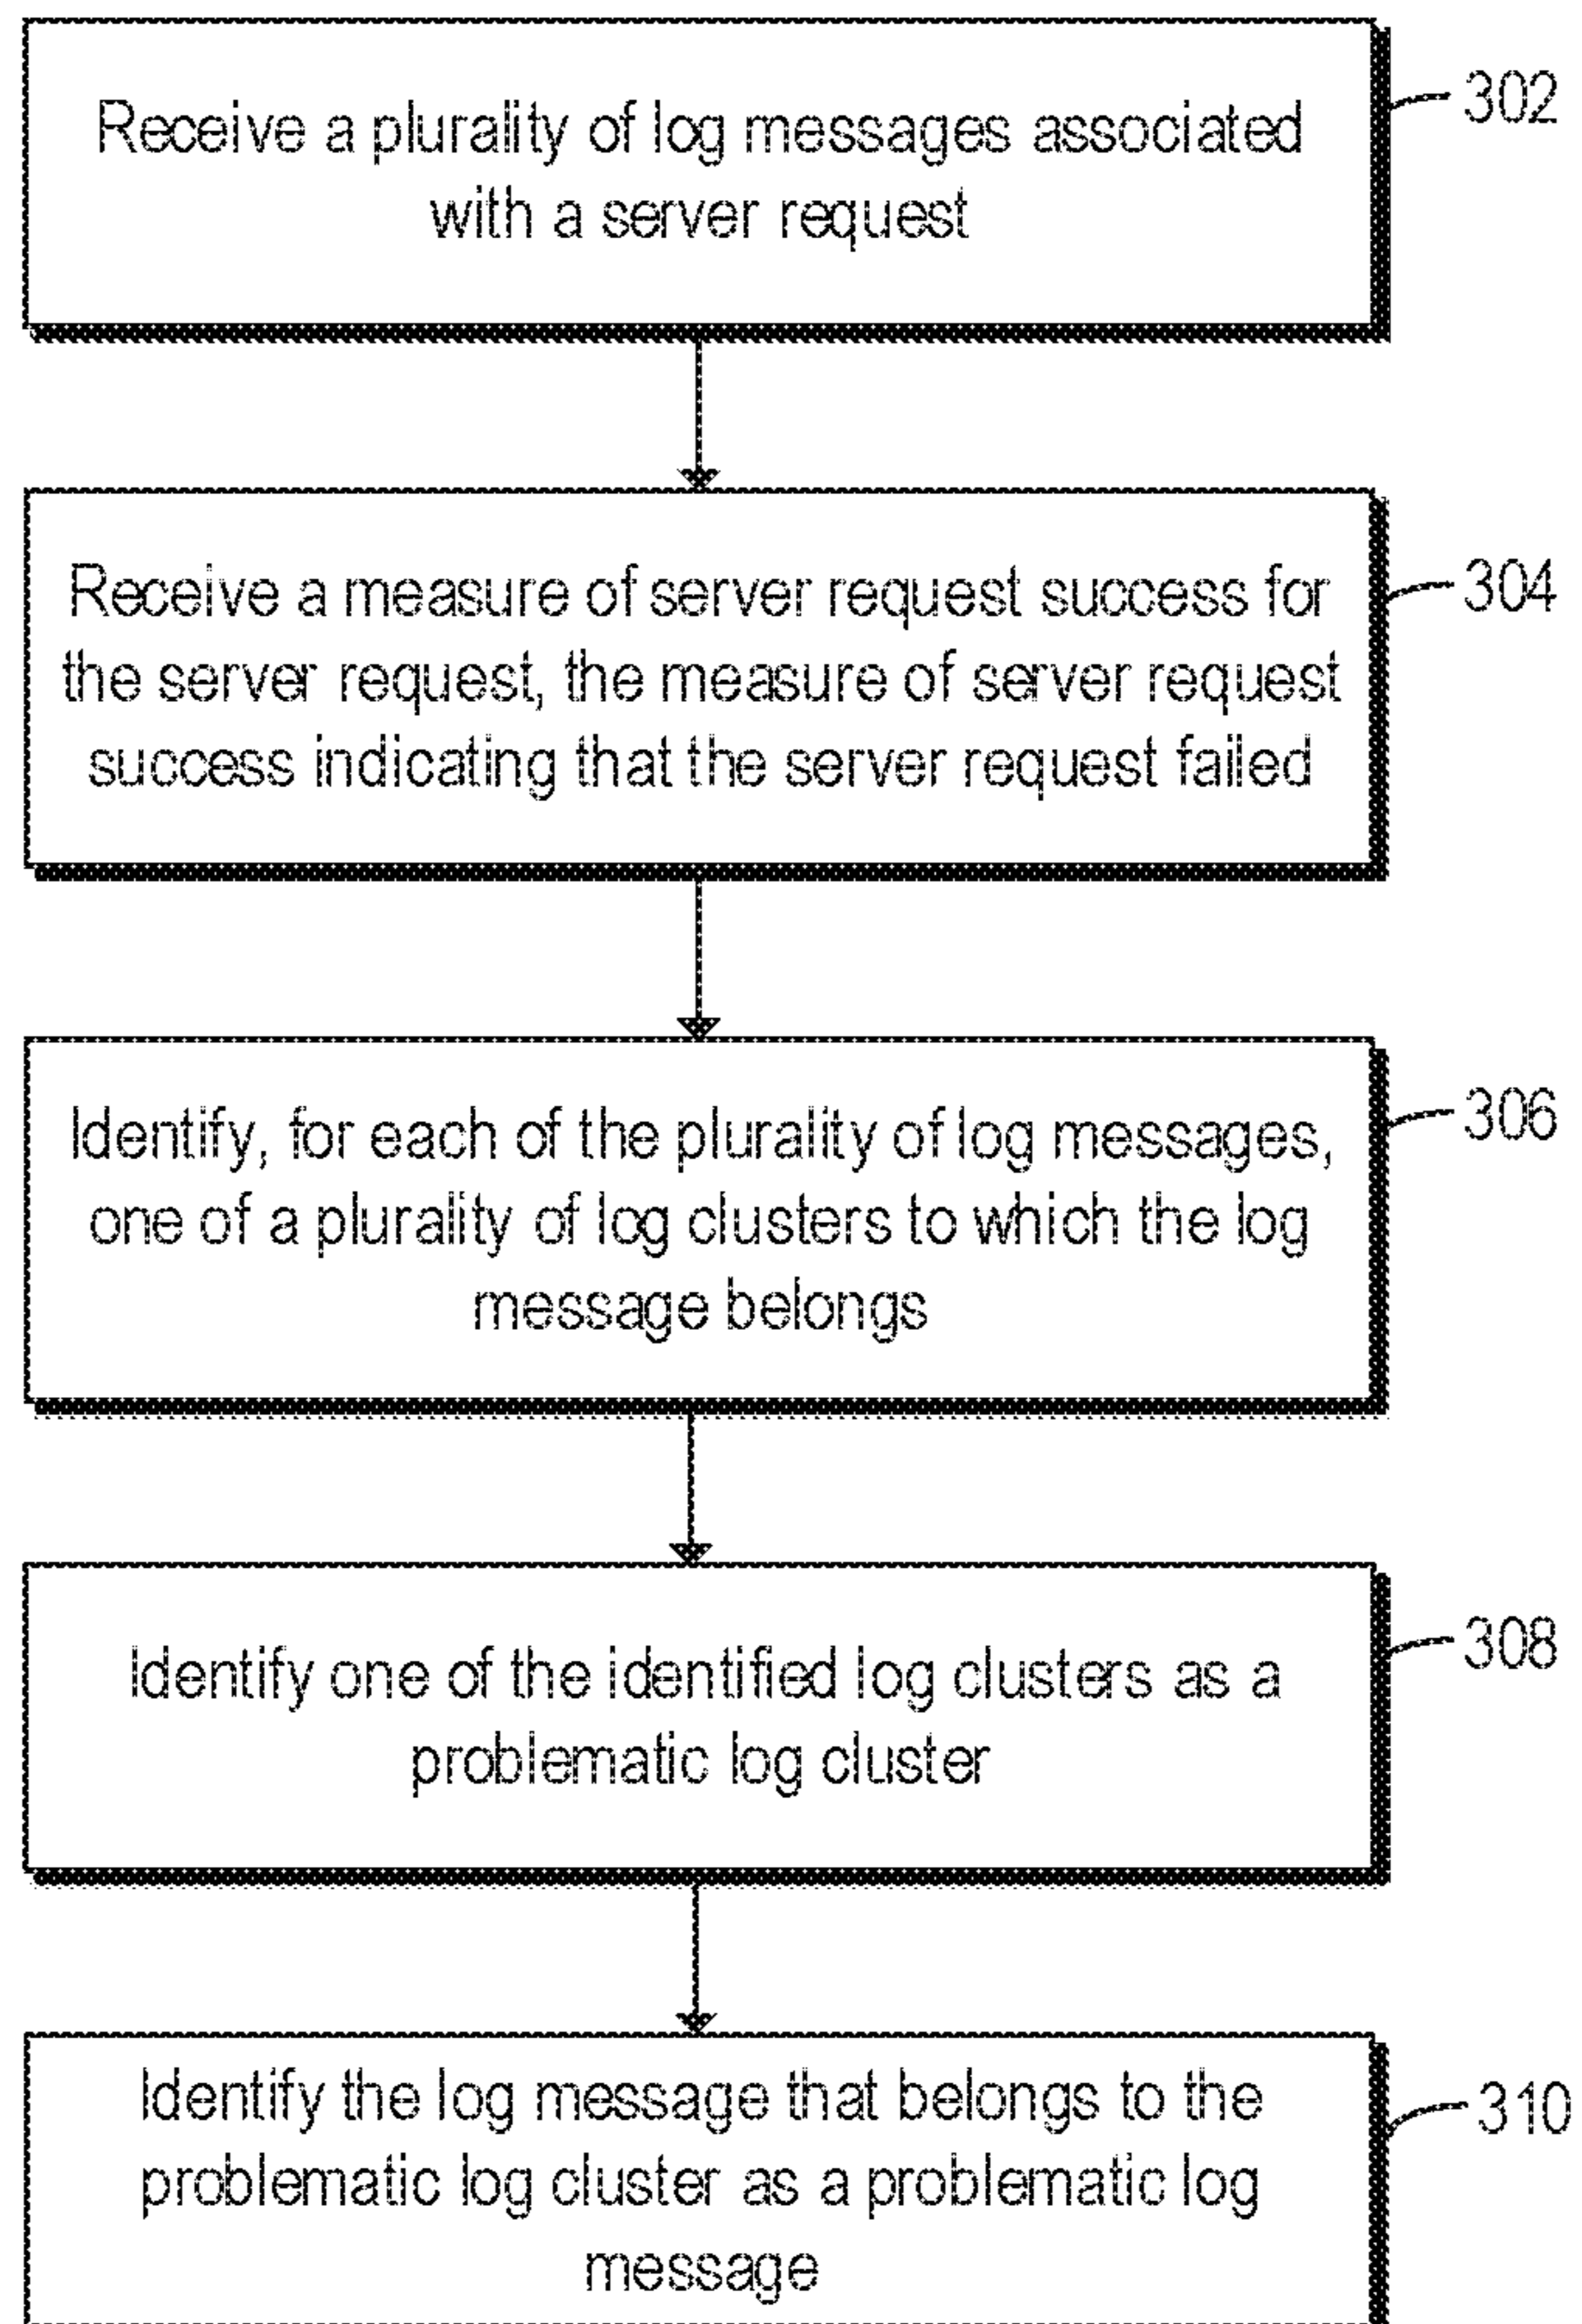 Receive a plurality of log messages associated
with a server request
302
Receive a measure of server request success for
the server request, the measure of server request
success indicating that the server request failed
304
Identify, for each of the plurality of log messages,
one of a plurality of log clusters to which the log
message belongs
306
Identify one of the identified log clusters as a
problematic log cluster
308
Identify the log message that belongs to the
problematic log cluster as a problematic log
message
310